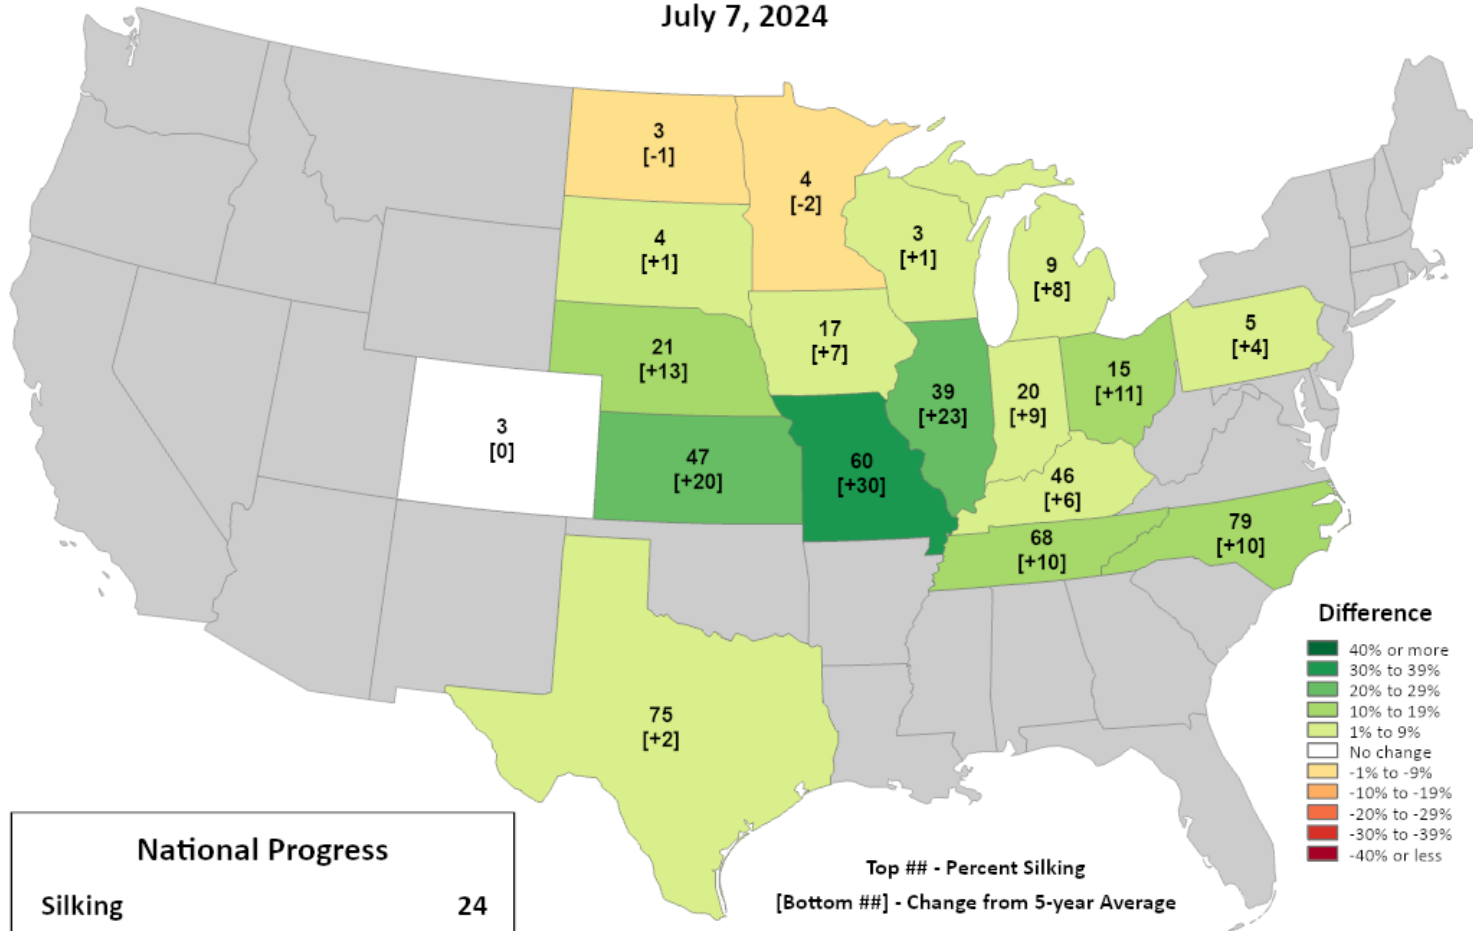 July 7, 2024
3
[-1]
4
[-2]
4
[+1]
3
[+1]
9
[+8]
21
[+13]
17
[+7]
5
[+4]
39
[+23]
20
[+9]
15
[+11]
3
[0]
47
[+20]
60
[+30]
46
[+6]
68
[+10]
79
[+10]
75
[+2]
Difference
40% or more
30% to 39%
20% to 29%
10% to 19%
1% to 9%
No change
-1% to -9%
-10% to -19%
-20% to -29%
-30% to -39%
-40% or less
National Progress
Silking 24
Top ## - Percent Silking
[Bottom ##] - Change from 5-year Average